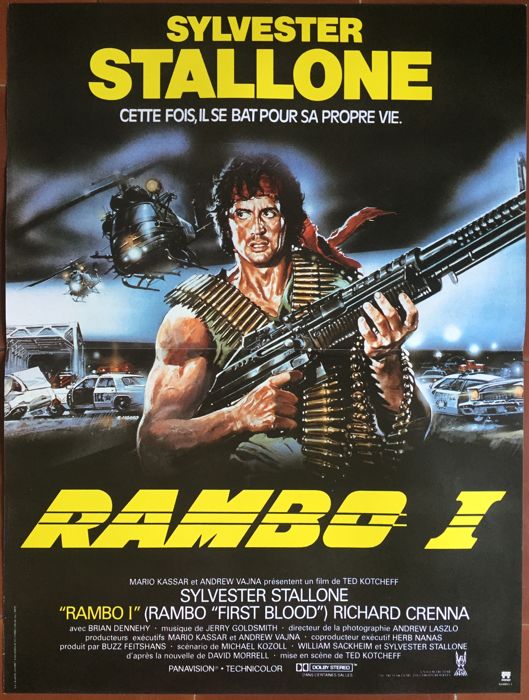 SYLVESTER
STALLONE
CETTE FOIS, IL SE BAT POUR SA PROPRE VIE.
RAMBO I
MARIO KASSAR et ANDREW VAJNA présentent un film de TED KOTCHEFF
SYLVESTER STALLONE
"RAMBO I" (RAMBO "FIRST BLOOD") RICHARD CRENNA
avec BRIAN DENNEHY • musique de JERRY GOLDSMITH • directeur de la photographie ANDREW LASZLO
producteurs exécutifs MARIO KASSAR et ANDREW VAJNA • coproducteur exécutif HERB NANAS
produit par BUZZ FEITSHANS • scénario de MICHAEL KOZOLL • WILLIAM SACKHEIM et SYLVESTER STALLONE
d'après la nouvelle de DAVID MORRELL • mise en scène de TED KOTCHEFF
PANAVISION • TECHNICOLOR DOLBY STEREO
DANS CERTAINES SALLES